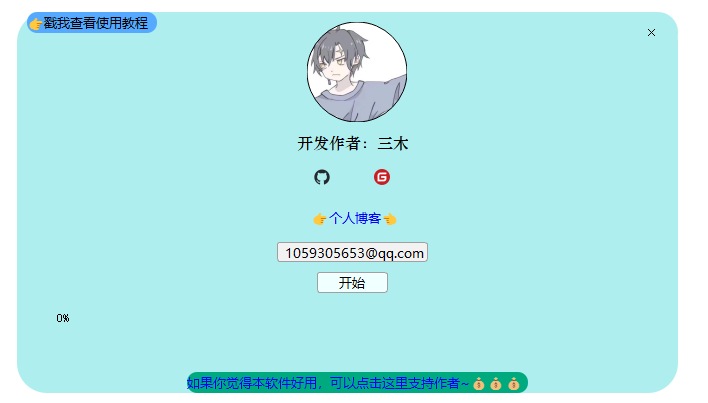 👉戳我查看使用教程
×
开发作者：三木
👉个人博客👈
1059305653@qq.com
开始
0%
如果你觉得本软件好用，可以点击这里支持作者~💰💰💰